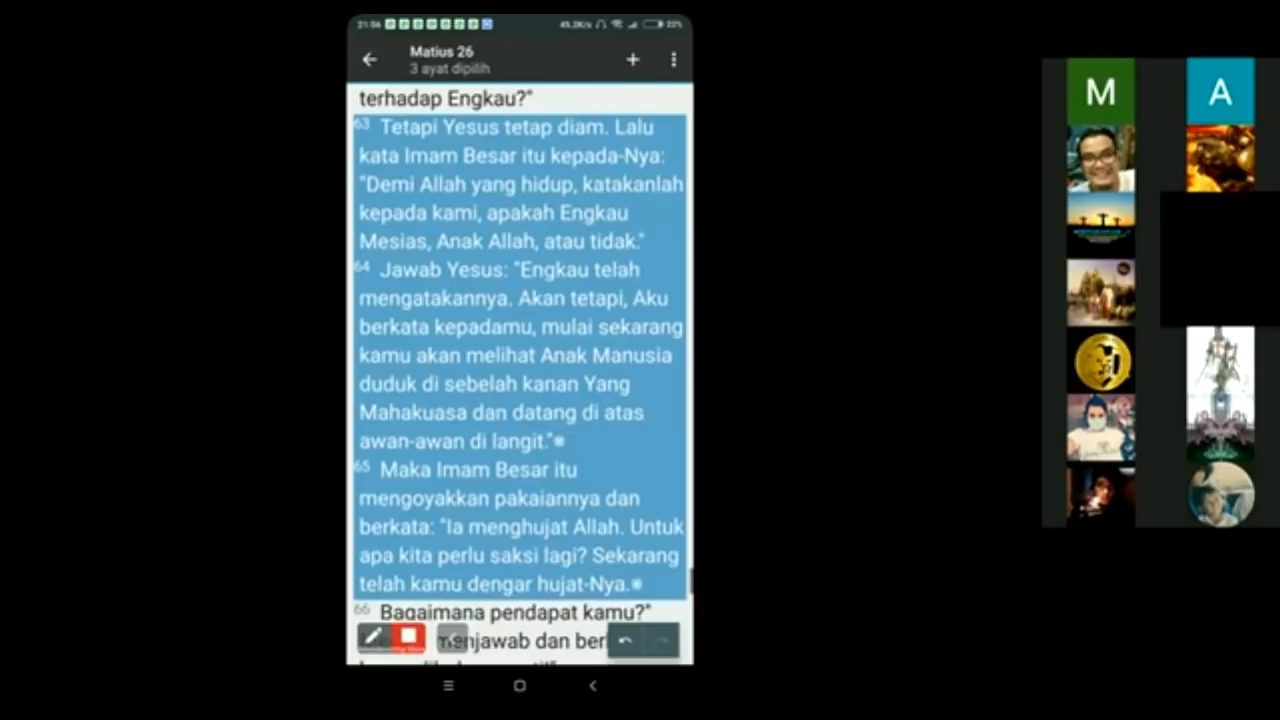 21:56
Matius 26
3 ayat dipilih
terhadap Engkau?"
63 Tetapi Yesus tetap diam. Lalu
kata Imam Besar itu kepada-Nya:
"Demi Allah yang hidup, katakanlah
kepada kami, apakah Engkau
Mesias, Anak Allah, atau tidak."
64 Jawab Yesus: "Engkau telah
mengatakannya. Akan tetapi, Aku
berkata kepadamu, mulai sekarang
kamu akan melihat Anak Manusia
duduk di sebelah kanan Yang
Mahakuasa dan datang di atas
awan-awan di langit."
65 Maka Imam Besar itu
mengoyakkan pakaiannya dan
berkata: "Ia menghujat Allah. Untuk
apa kita perlu saksi lagi? Sekarang
telah kamu dengar hujat-Nya.
66 Bagaimana pendapat kamu?"
menjawab dan ber
M
A